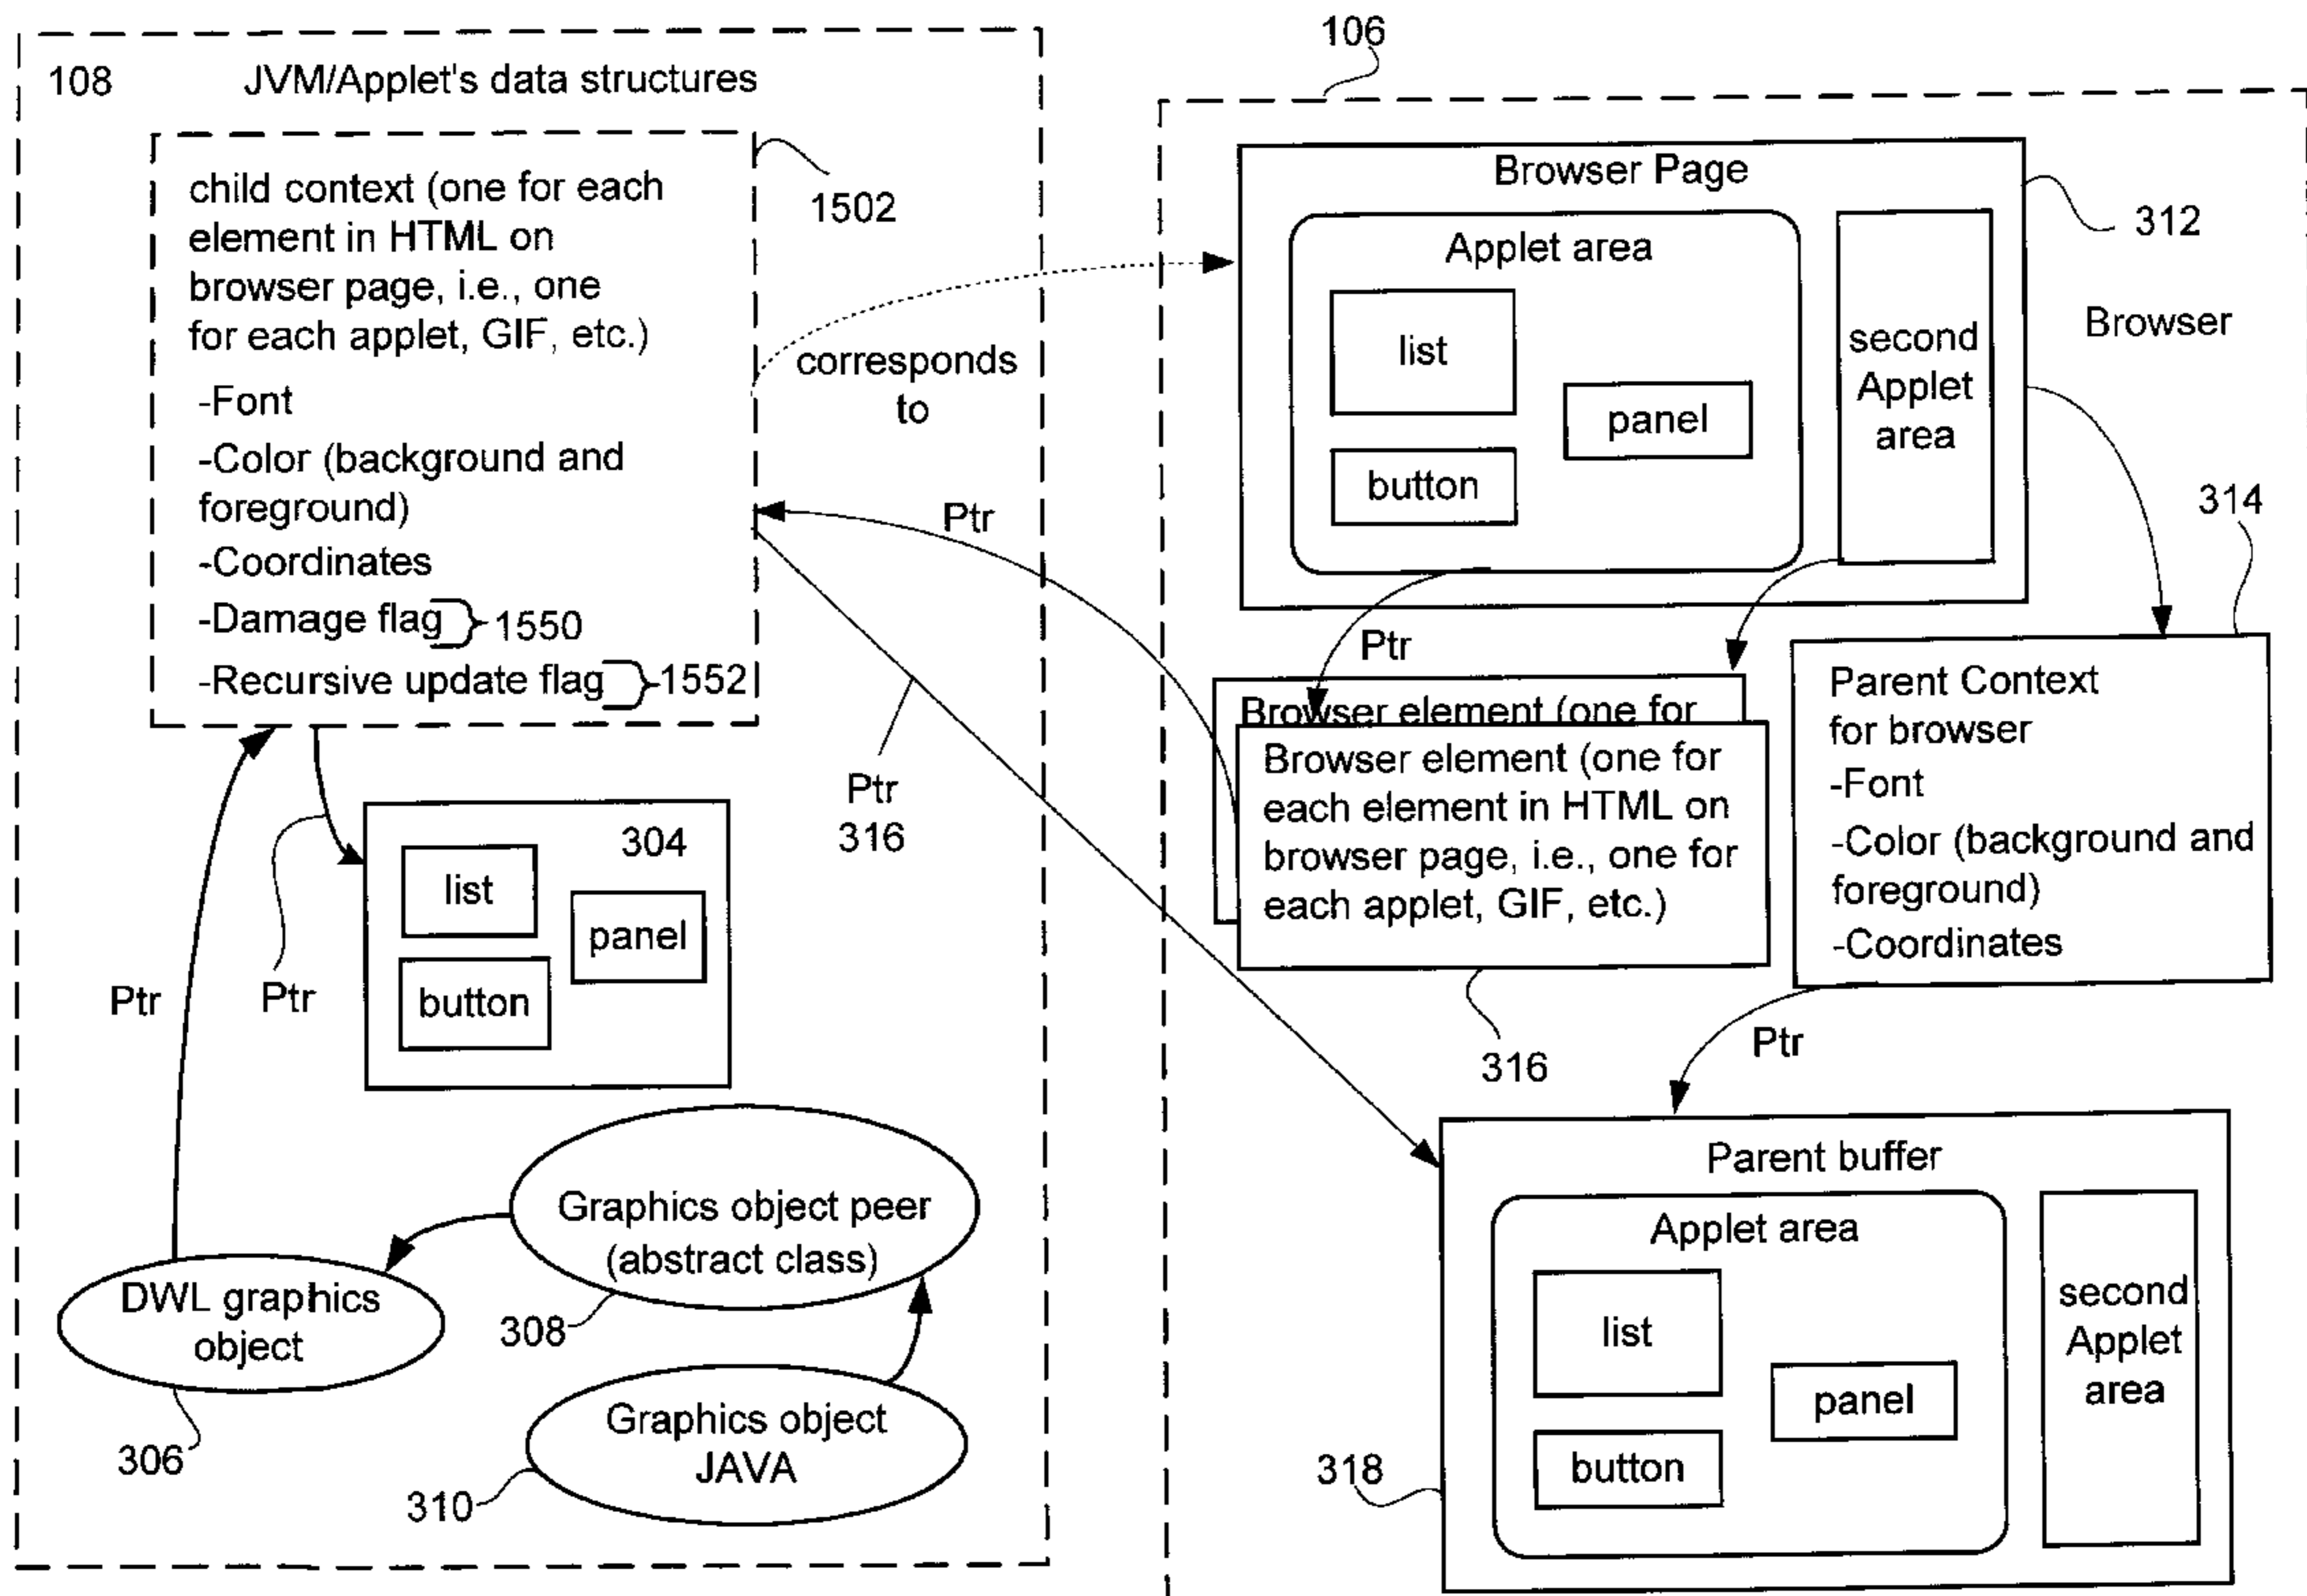 108
JVM/Applet's data structures
child context (one for each
element in HTML on
browser page, i.e., one
for each applet, GIF, etc.)
-Font
-Color (background and
foreground)
-Coordinates
-Damage flag
1550
-Recursive update flag
1552
1502
corresponds
to
Ptr
Ptr
316
Ptr
Ptr
304
list
panel
button
Graphics object peer
(abstract class)
308
DWL graphics
object
306
Graphics object
JAVA
310
106
Browser Page
312
Browser
Applet area
list
panel
button
second
Applet
area
314
Ptr
Browser element (one for
Browser element (one for
each element in HTML on
browser page, i.e., one for
each applet, GIF, etc.)
316
Parent Context
for browser
-Font
-Color (background and
foreground)
-Coordinates
Ptr
Parent buffer
Applet area
list
panel
button
second
Applet
area
318